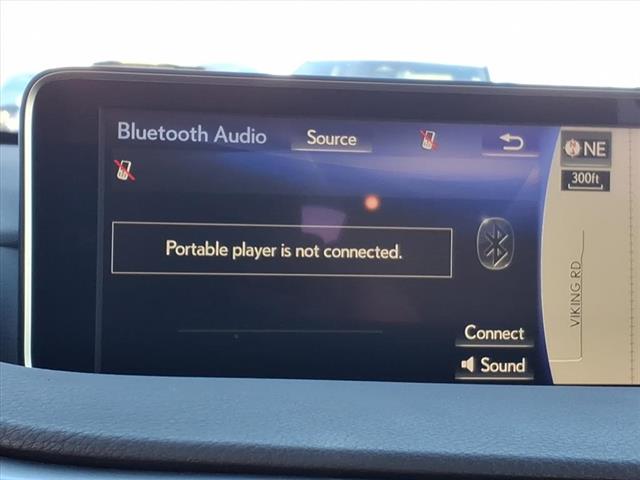 Bluetooth Audio
Source
NE
300ft
Portable player is not connected.
VIKING RD
Connect
Sound